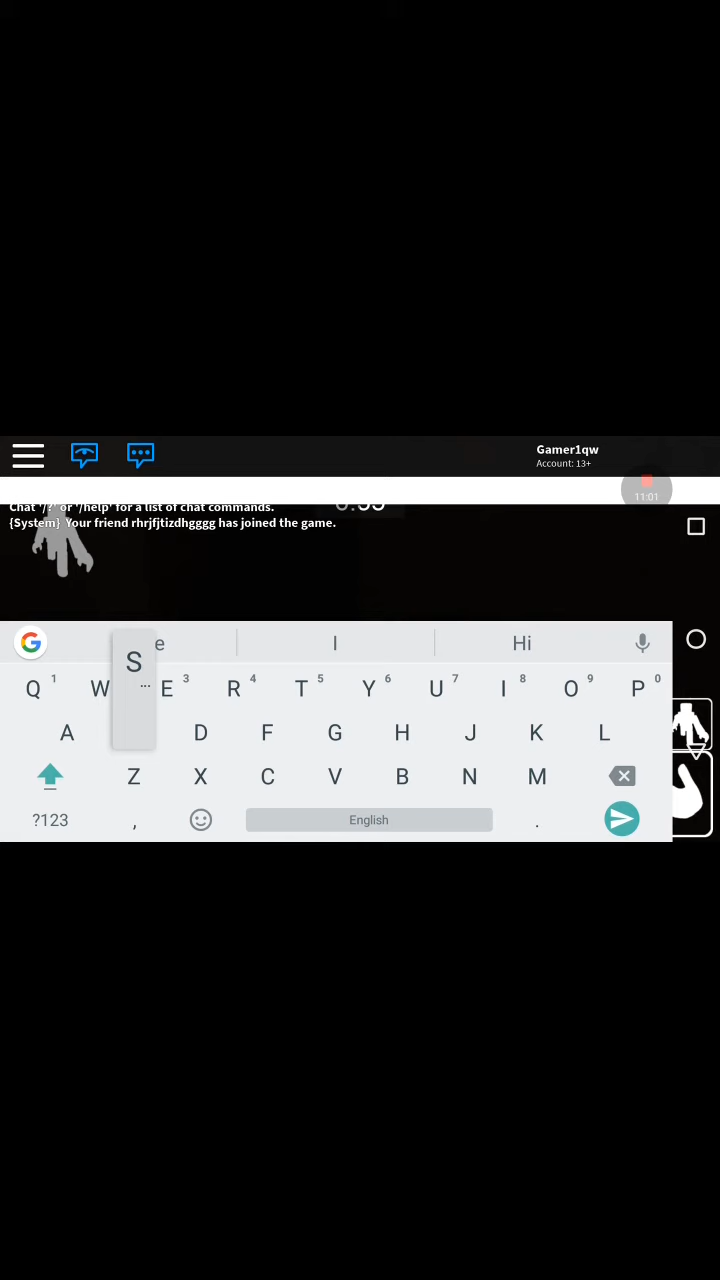 Gamer1qw
Account: 13+
11:01
Chat '/?' or '/help' for a list of chat commands.
{System} Your friend rhrjfjtizdhgggg has joined the game.
I Hi
S ...
Q 1 W E 3 R 4 T 5 Y 6 U 7 I 8 O 9 P 0
A D F G H J K L
Z X C V B N M
?123 , English .